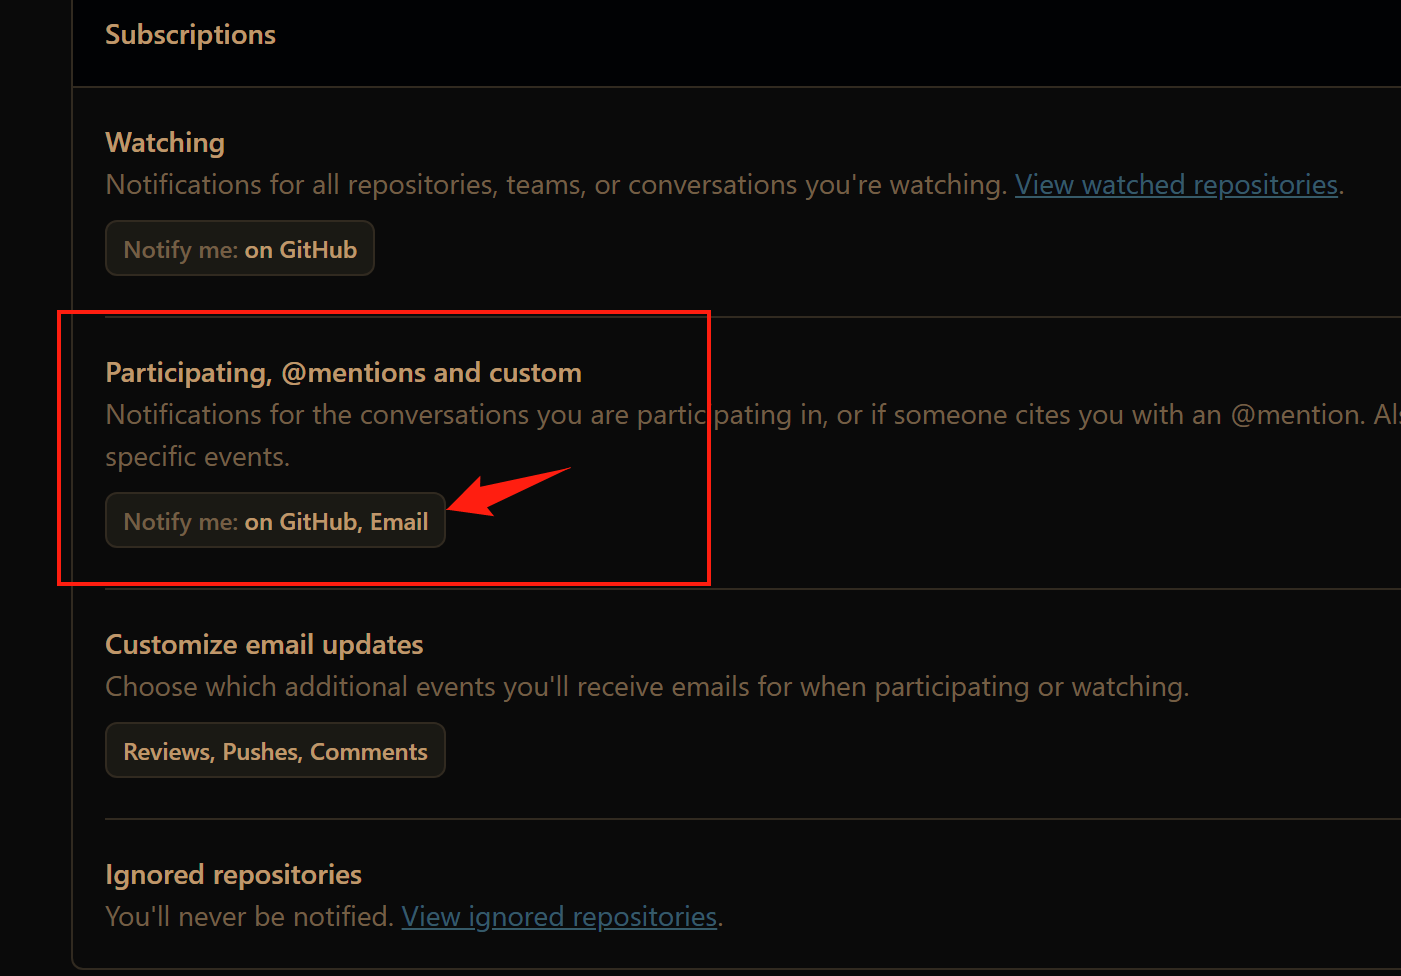 Subscriptions
Watching
Notifications for all repositories, teams, or conversations you're watching. View watched repositories.
Notify me: on GitHub
Participating, @mentions and custom
Notifications for the conversations you are participating in, or if someone cites you with an @mention.
specific events.
Notify me: on GitHub, Email
Customize email updates
Choose which additional events you'll receive emails for when participating or watching.
Reviews, Pushes, Comments
Ignored repositories
You'll never be notified. View ignored repositories.